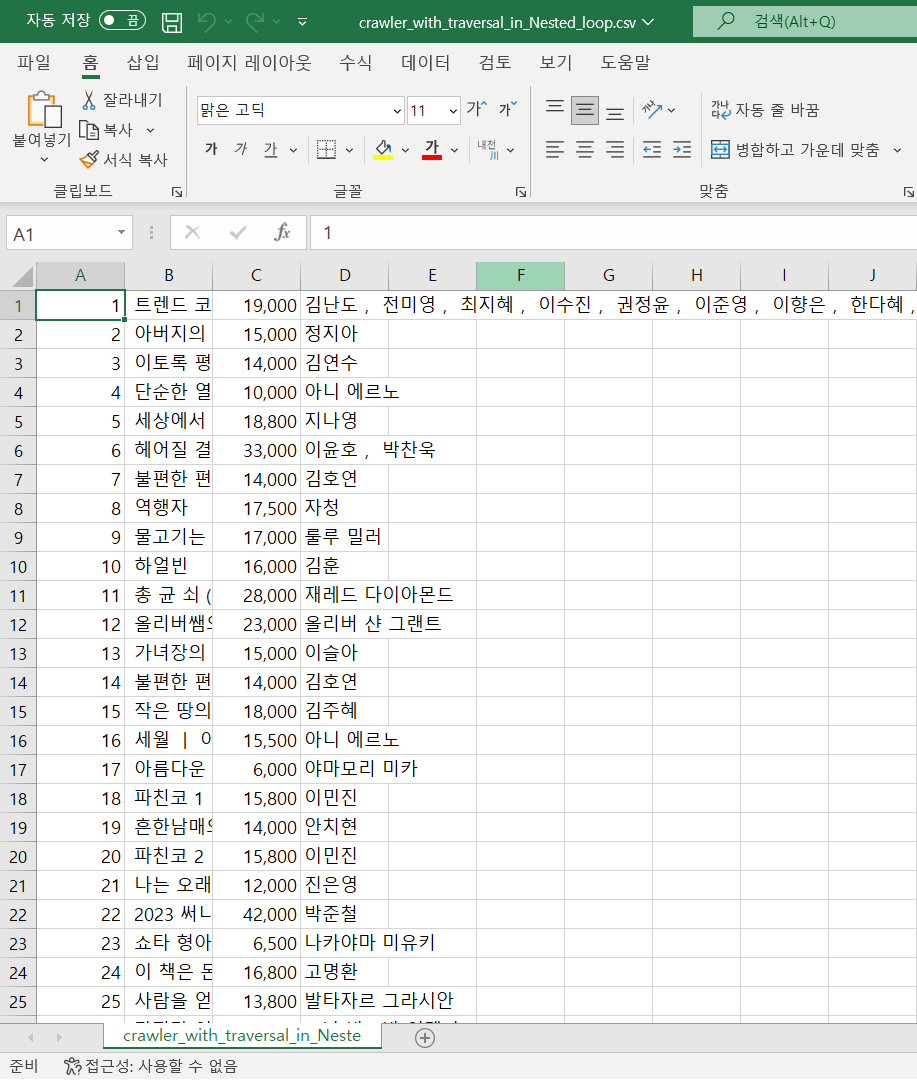 자동 저장 끔 crawler_with_traversal_in_Nested_loop.csv 검색(Alt+Q)
파일 홈 삽입 페이지 레이아웃 수식 데이터 검토 보기 도움말
붙여넣기 잘라내기 복사 서식 복사
맑은 고딕 11 가 가
가 가 가 가 내천
자동 줄 바꿈
병합하고 가운데 맞춤
클립보드 글꼴 맞춤
A1 fx 1
A B C D E F G H I J
1 1 트렌드 코 19,000 김난도 , 전미영 , 최지혜 , 이수진 , 권정윤 , 이준영 , 이향은 , 한다혜 ,
2 2 아버지의 15,000 정지아
3 3 이토록 평 14,000 김연수
4 4 단순한 열 10,000 아니 에르노
5 5 세상에서 18,800 지나영
6 6 헤어질 결 33,000 이윤호 , 박찬욱
7 7 불편한 편 14,000 김호연
8 8 역행자 17,500 자청
9 9 물고기는 17,000 룰루 밀러
10 10 하얼빈 16,000 김훈
11 11 총 균 쇠 ( 28,000 재레드 다이아몬드
12 12 올리버쌤의 23,000 올리버 샨 그랜트
13 13 가녀장의 15,000 이슬아
14 14 불편한 편 14,000 김호연
15 15 작은 땅의 18,000 김주혜
16 16 세월 | 15,500 아니 에르노
17 17 아름다운 6,000 야마모리 미카
18 18 파친코 1 15,800 이민진
19 19 흔한남매의 14,000 안치현
20 20 파친코 2 15,800 이민진
21 21 나는 오래 12,000 진은영
22 22 2023 써니 42,000 박준철
23 23 쇼타 형아 6,500 나카야마 미유키
24 24 이 책은 돈 16,800 고명환
25 25 사람을 얻 13,800 발타자르 그라시안
crawler_with_traversal_in_Neste
준비 접근성: 사용할 수 없음